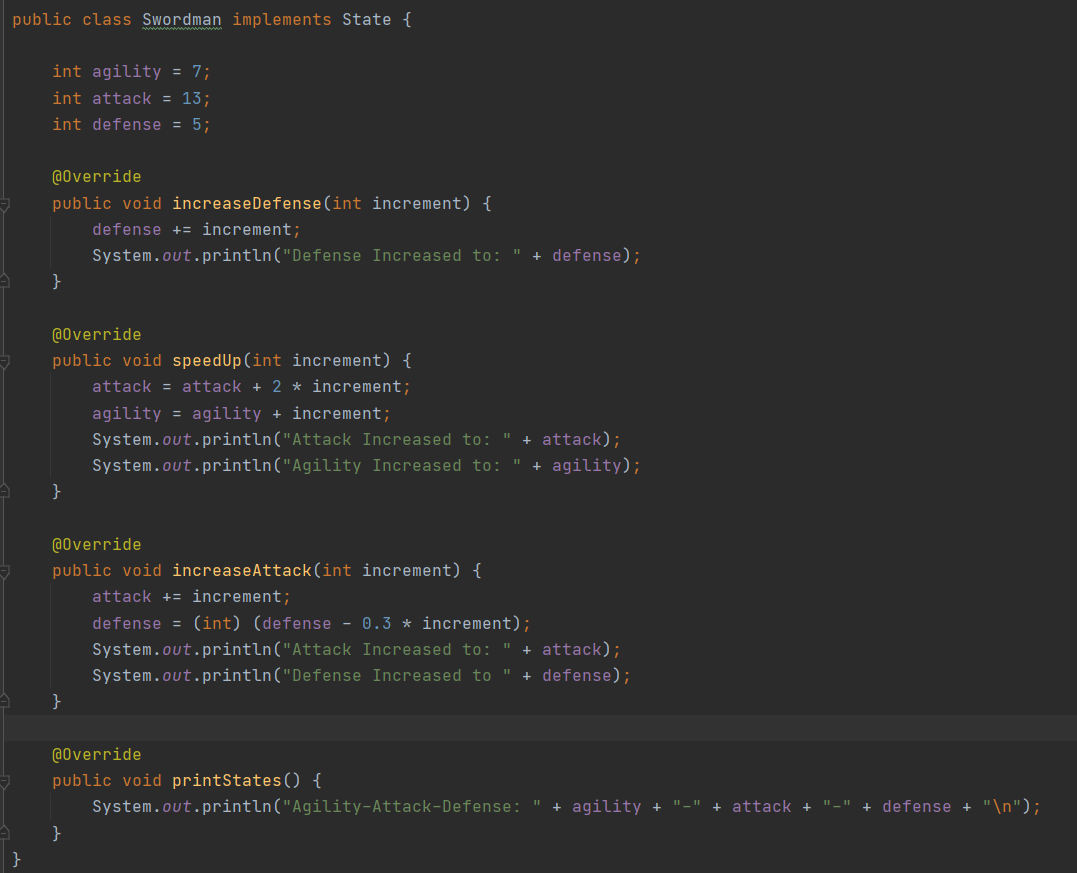 public class Swordman implements State {
int agility = 7;
int attack = 13;
int defense = 5;
@Override
public void increaseDefense(int increment) {
defense += increment;
System.out.println("Defense Increased to: " + defense);
}
@Override
public void speedUp(int increment) {
attack = attack + 2 * increment;
agility = agility + increment;
System.out.println("Attack Increased to: " + attack);
System.out.println("Agility Increased to: " + agility);
}
@Override
public void increaseAttack(int increment) {
attack += increment;
defense = (int) (defense - 0.3 * increment);
System.out.println("Attack Increased to: " + attack);
System.out.println("Defense Increased to " + defense);
}
@Override
public void printStates() {
System.out.println("Agility-Attack-Defense: " + agility + "-" + attack + "-" + defense + "\n");
}
}